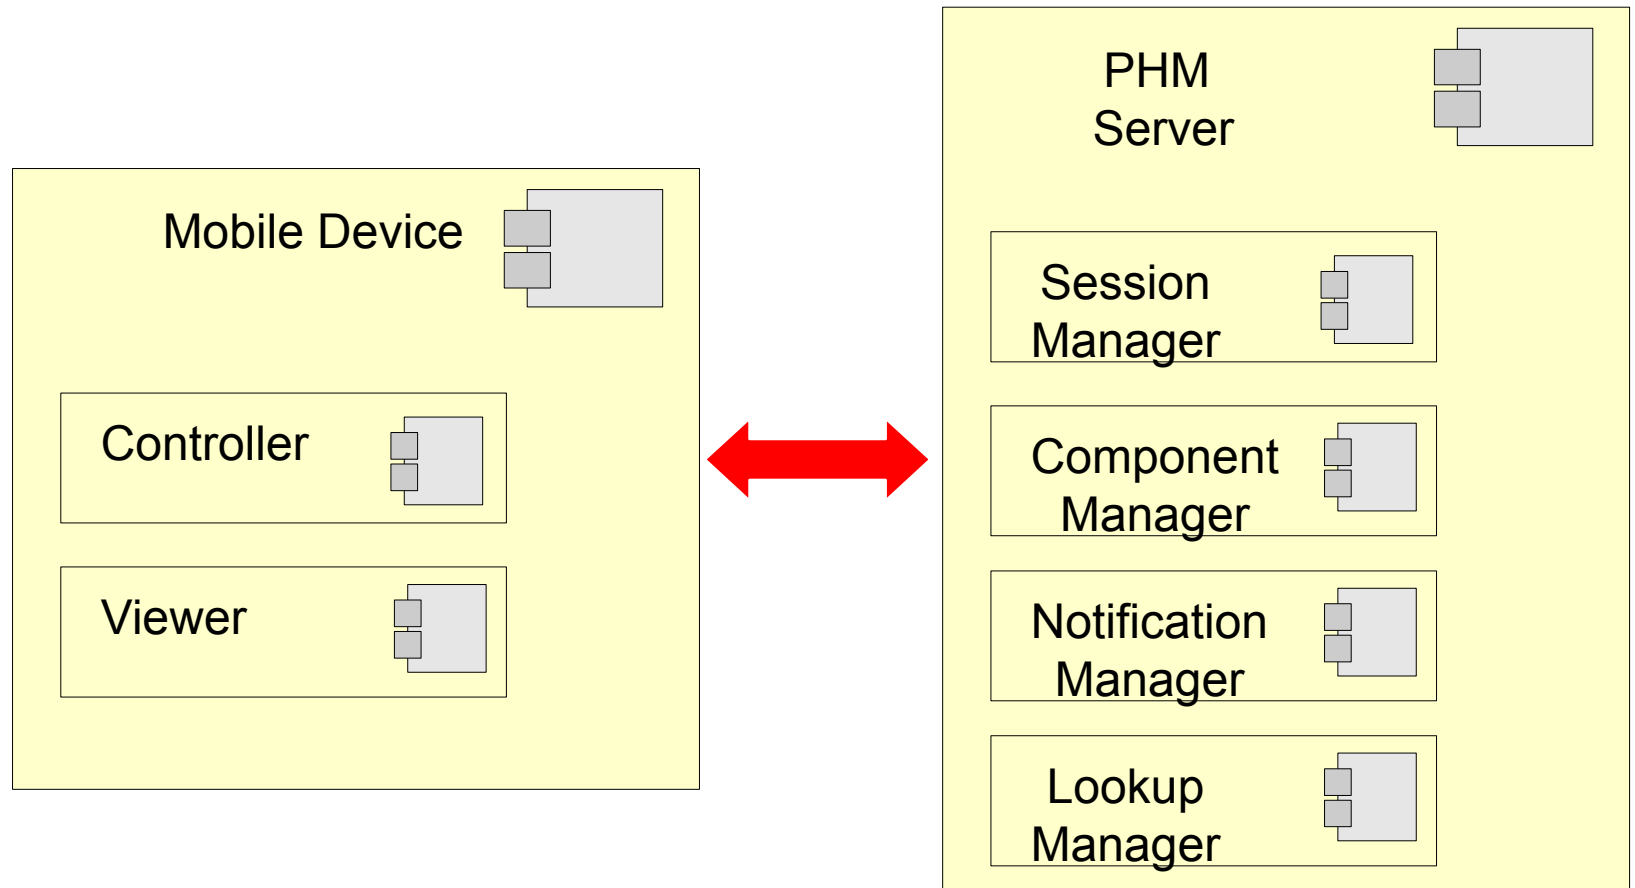 Mobile Device
Controller
Viewer
PHM
Server
Session
Manager
Component
Manager
Notification
Manager
Lookup
Manager